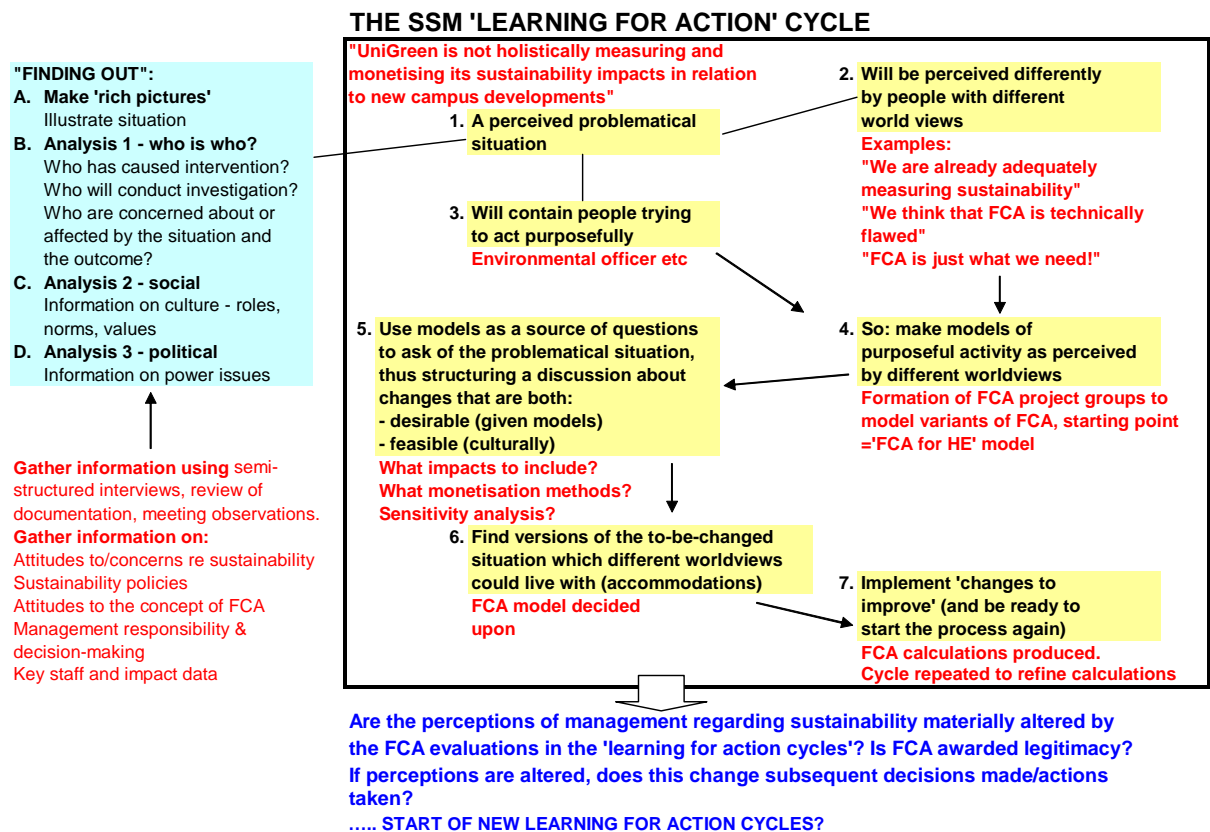 THE SSM 'LEARNING FOR ACTION' CYCLE
"FINDING OUT":
A. Make 'rich pictures'
Illustrate situation
B. Analysis 1 - who is who?
Who has caused intervention?
Who will conduct investigation?
Who are concerned about or
affected by the situation and
the outcome?
C. Analysis 2 - social
Information on culture - roles,
norms, values
D. Analysis 3 - political
Information on power issues
Gather information using semi-
structured interviews, review of
documentation, meeting observations.
Gather information on:
Attitudes to/concerns re sustainability
Sustainability policies
Attitudes to the concept of FCA
Management responsibility &
decision-making
Key staff and impact data
"UniGreen is not holistically measuring and
monetising its sustainability impacts in relation
to new campus developments"
1. A perceived problematical
situation
2. Will be perceived differently
by people with different
world views
Examples:
"We are already adequately
measuring sustainability"
"We think that FCA is technically
flawed"
"FCA is just what we need!"
3. Will contain people trying
to act purposefully
Environmental officer etc
4. So: make models of
purposeful activity as perceived
by different worldviews
Formation of FCA project groups to
model variants of FCA, starting point
='FCA for HE' model
5. Use models as a source of questions
to ask of the problematical situation,
thus structuring a discussion about
changes that are both:
- desirable (given models)
- feasible (culturally)
What impacts to include?
What monetisation methods?
Sensitivity analysis?
6. Find versions of the to-be-changed
situation which different worldviews
could live with (accommodations)
FCA model decided
upon
7. Implement 'changes to
improve' (and be ready to
start the process again)
FCA calculations produced.
Cycle repeated to refine calculations
Are the perceptions of management regarding sustainability materially altered by
the FCA evaluations in the 'learning for action cycles'? Is FCA awarded legitimacy?
If perceptions are altered, does this change subsequent decisions made/actions
taken?
….. START OF NEW LEARNING FOR ACTION CYCLES?